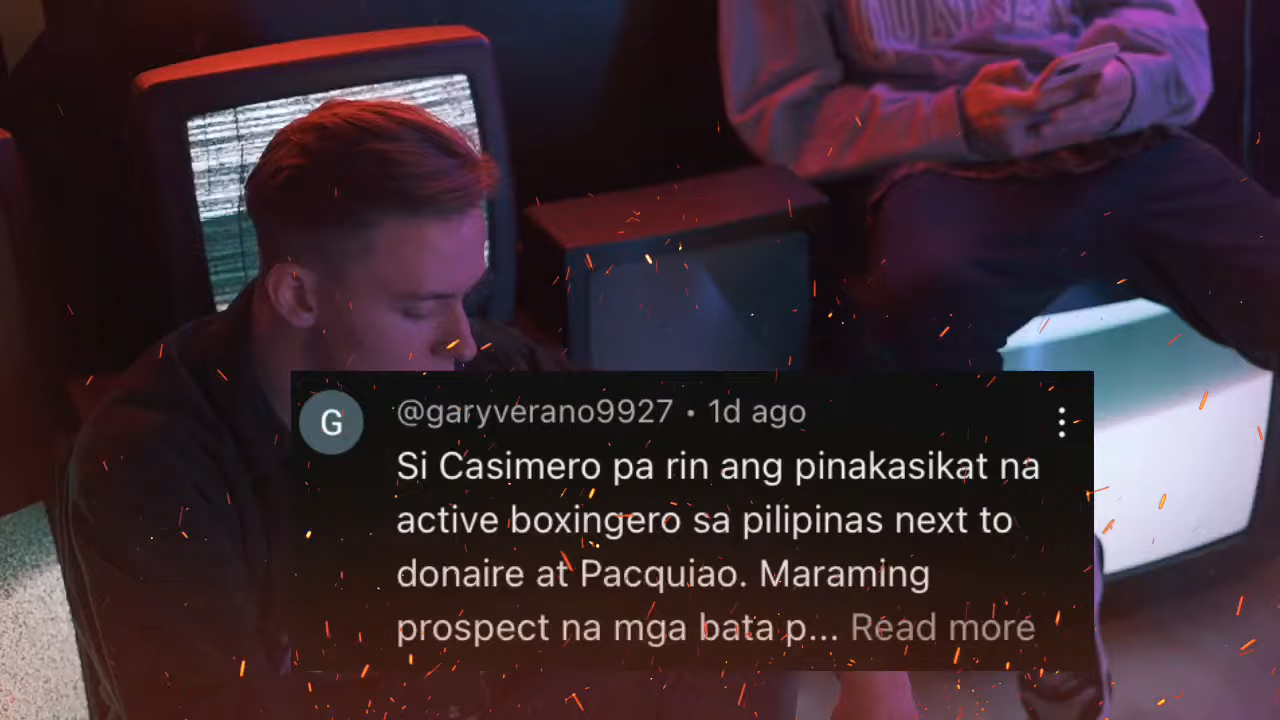 G
@garyverano9927 • 1d ago
Si Casimero pa rin ang pinakasikat na
active boxingero sa pilipinas next to
donaire at Pacquiao. Maraming
prospect na mga bata p... Read more